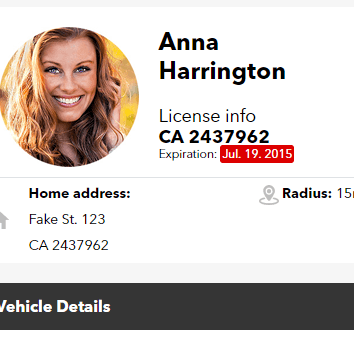 Anna
Harrington
License info
CA 2437962
Expiration: Jul. 19. 2015
Home address:
Radius: 15
Fake St. 123
CA 2437962
Vehicle Details